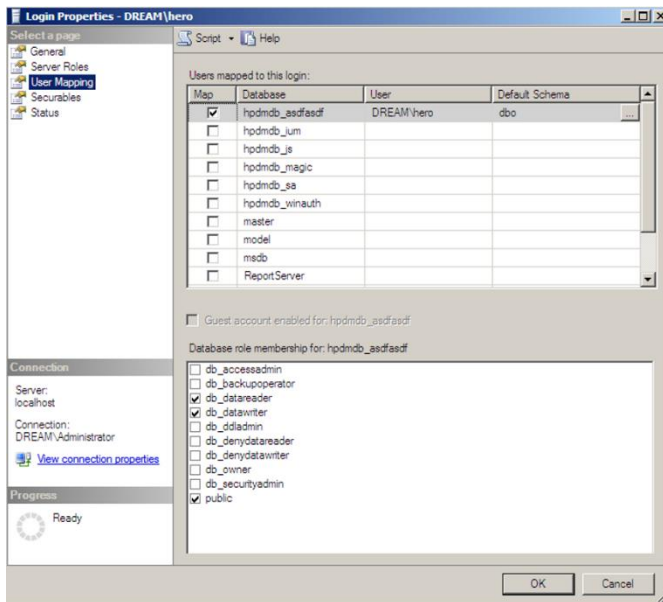 Login Properties - DREAM\hero
Select a page
General
Server Roles
User Mapping
Securables
Status
Script Help
Users mapped to this login:
Map Database User Default Schema
hpdmdb_asdfasdf DREAM\hero dbo ...
hpdmdb_ium
hpdmdb_js
hpdmdb_magic
hpdmdb_sa
hpdmdb_winauth
master
model
msdb
ReportServer
Guest account enabled for: hpdmdb_asdfasdf
Database role membership for: hpdmdb_asdfasdf
db_accessadmin
db_backupoperator
db_datareader
db_datawriter
db_ddladmin
db_denydatareader
db_denydatawriter
db_owner
db_securityadmin
public
Connection
Server:
localhost
Connection:
DREAM\Administrator
View connection properties
Progress
Ready
OK Cancel